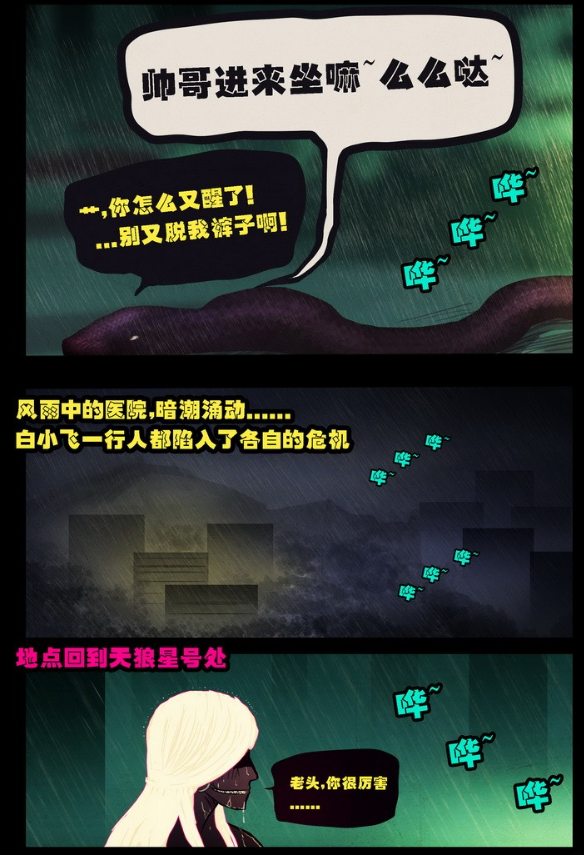 帅哥进来坐嘛~么么哒~
艹,你怎么又醒了!
...别又脱我裤子啊!
哗~
哗~
哗~
风雨中的医院,暗潮涌动......
白小飞一行人都陷入了各自的危机
哗~
哗~
哗~
哗~
哗~
哗~
地点回到天狼星号处
哗~
老头,你很厉害
......
哗~
哗~